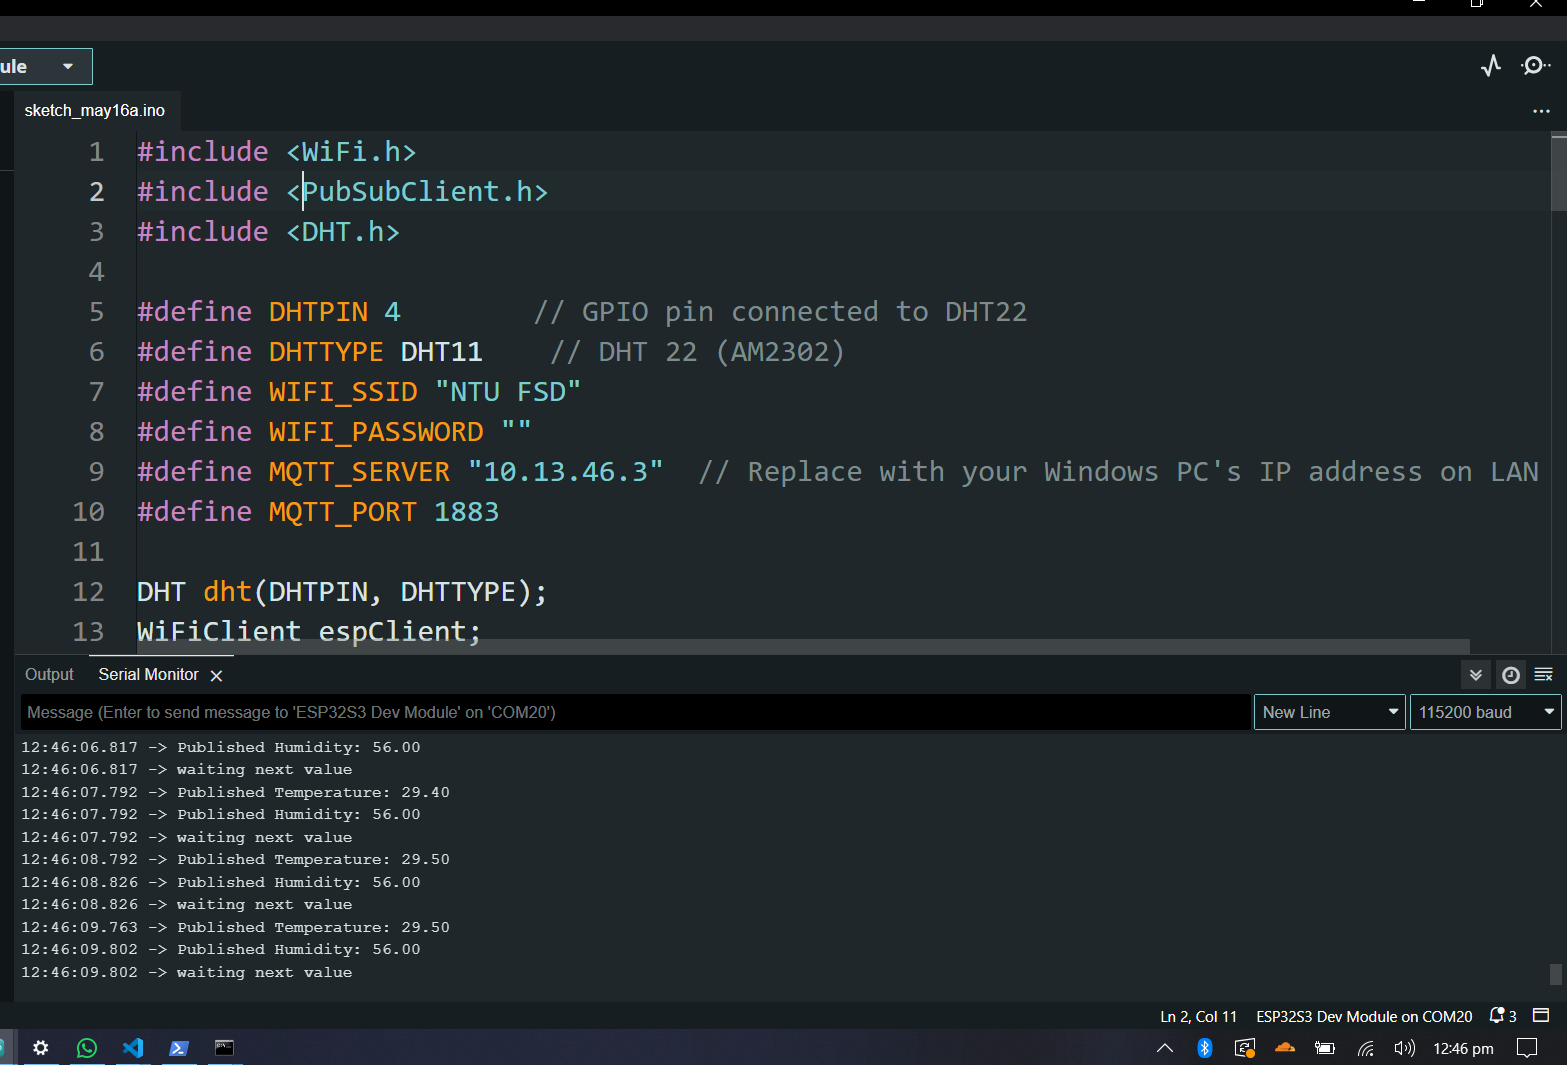 ule
sketch_may16a.ino
1 #include <WiFi.h>
2 #include <PubSubClient.h>
3 #include <DHT.h>
4
5 #define DHTPIN 4 // GPIO pin connected to DHT22
6 #define DHTTYPE DHT11 // DHT 22 (AM2302)
7 #define WIFI_SSID "NTU FSD"
8 #define WIFI_PASSWORD ""
9 #define MQTT_SERVER "10.13.46.3" // Replace with your Windows PC's IP address on LAN
10 #define MQTT_PORT 1883
11
12 DHT dht(DHTPIN, DHTTYPE);
13 WiFiClient espClient;
Output Serial Monitor
Message (Enter to send message to 'ESP32S3 Dev Module' on 'COM20') New Line 115200 baud
12:46:06.817 -> Published Humidity: 56.00
12:46:06.817 -> waiting next value
12:46:07.792 -> Published Temperature: 29.40
12:46:07.792 -> Published Humidity: 56.00
12:46:07.792 -> waiting next value
12:46:08.792 -> Published Temperature: 29.50
12:46:08.826 -> Published Humidity: 56.00
12:46:08.826 -> waiting next value
12:46:09.763 -> Published Temperature: 29.50
12:46:09.802 -> Published Humidity: 56.00
12:46:09.802 -> waiting next value
Ln 2, Col 11 ESP32S3 Dev Module on COM20 3
12:46 pm